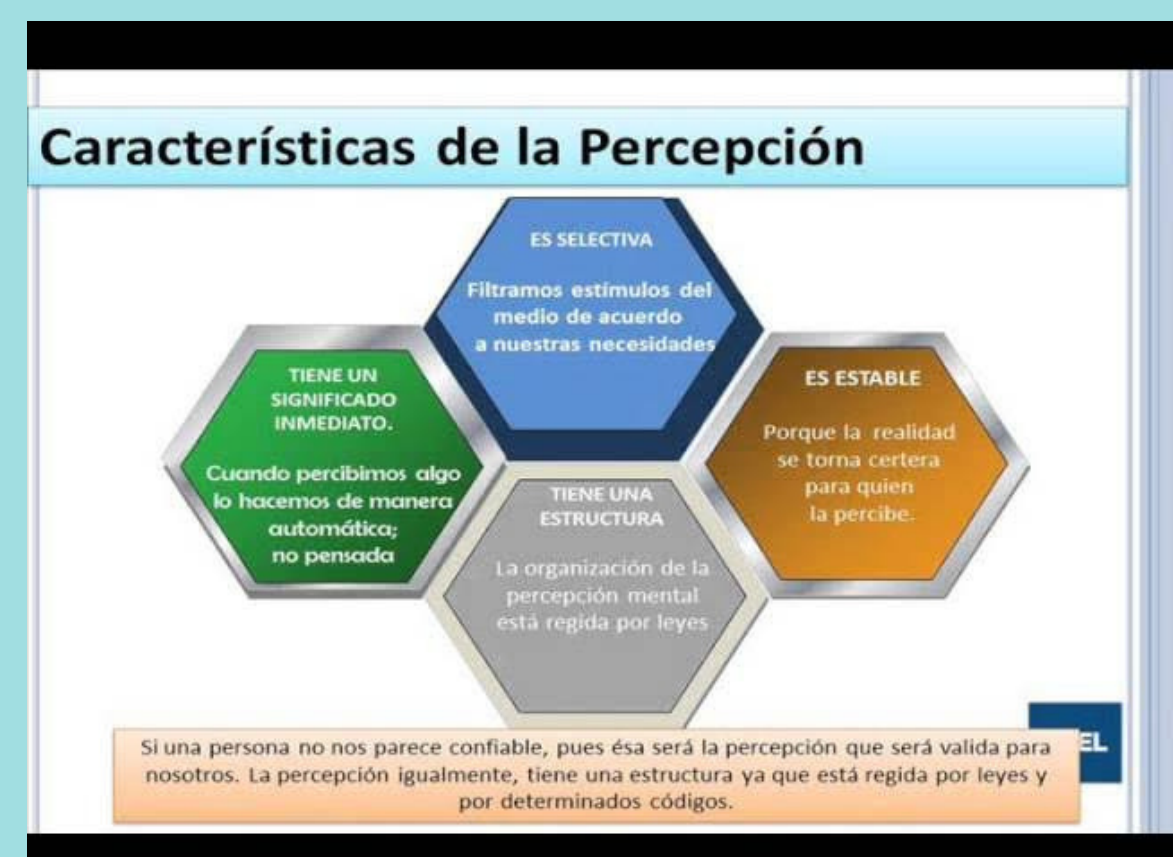 Características de la Percepción
ES SELECTIVA
Filtramos estímulos del
medio de acuerdo
a nuestras necesidades
TIENE UN
SIGNIFICADO
INMEDIATO.
Cuando percibimos algo
lo hacemos de manera
automática;
no pensada
ES ESTABLE
Porque la realidad
se torna certera
para quien
la percibe.
TIENE UNA
ESTRUCTURA
La organización de la
percepción mental
está regida por leyes
EL
Si una persona no nos parece confiable, pues ésa será la percepción que será valida para
nosotros. La percepción igualmente, tiene una estructura ya que está regida por leyes y
por determinados códigos.